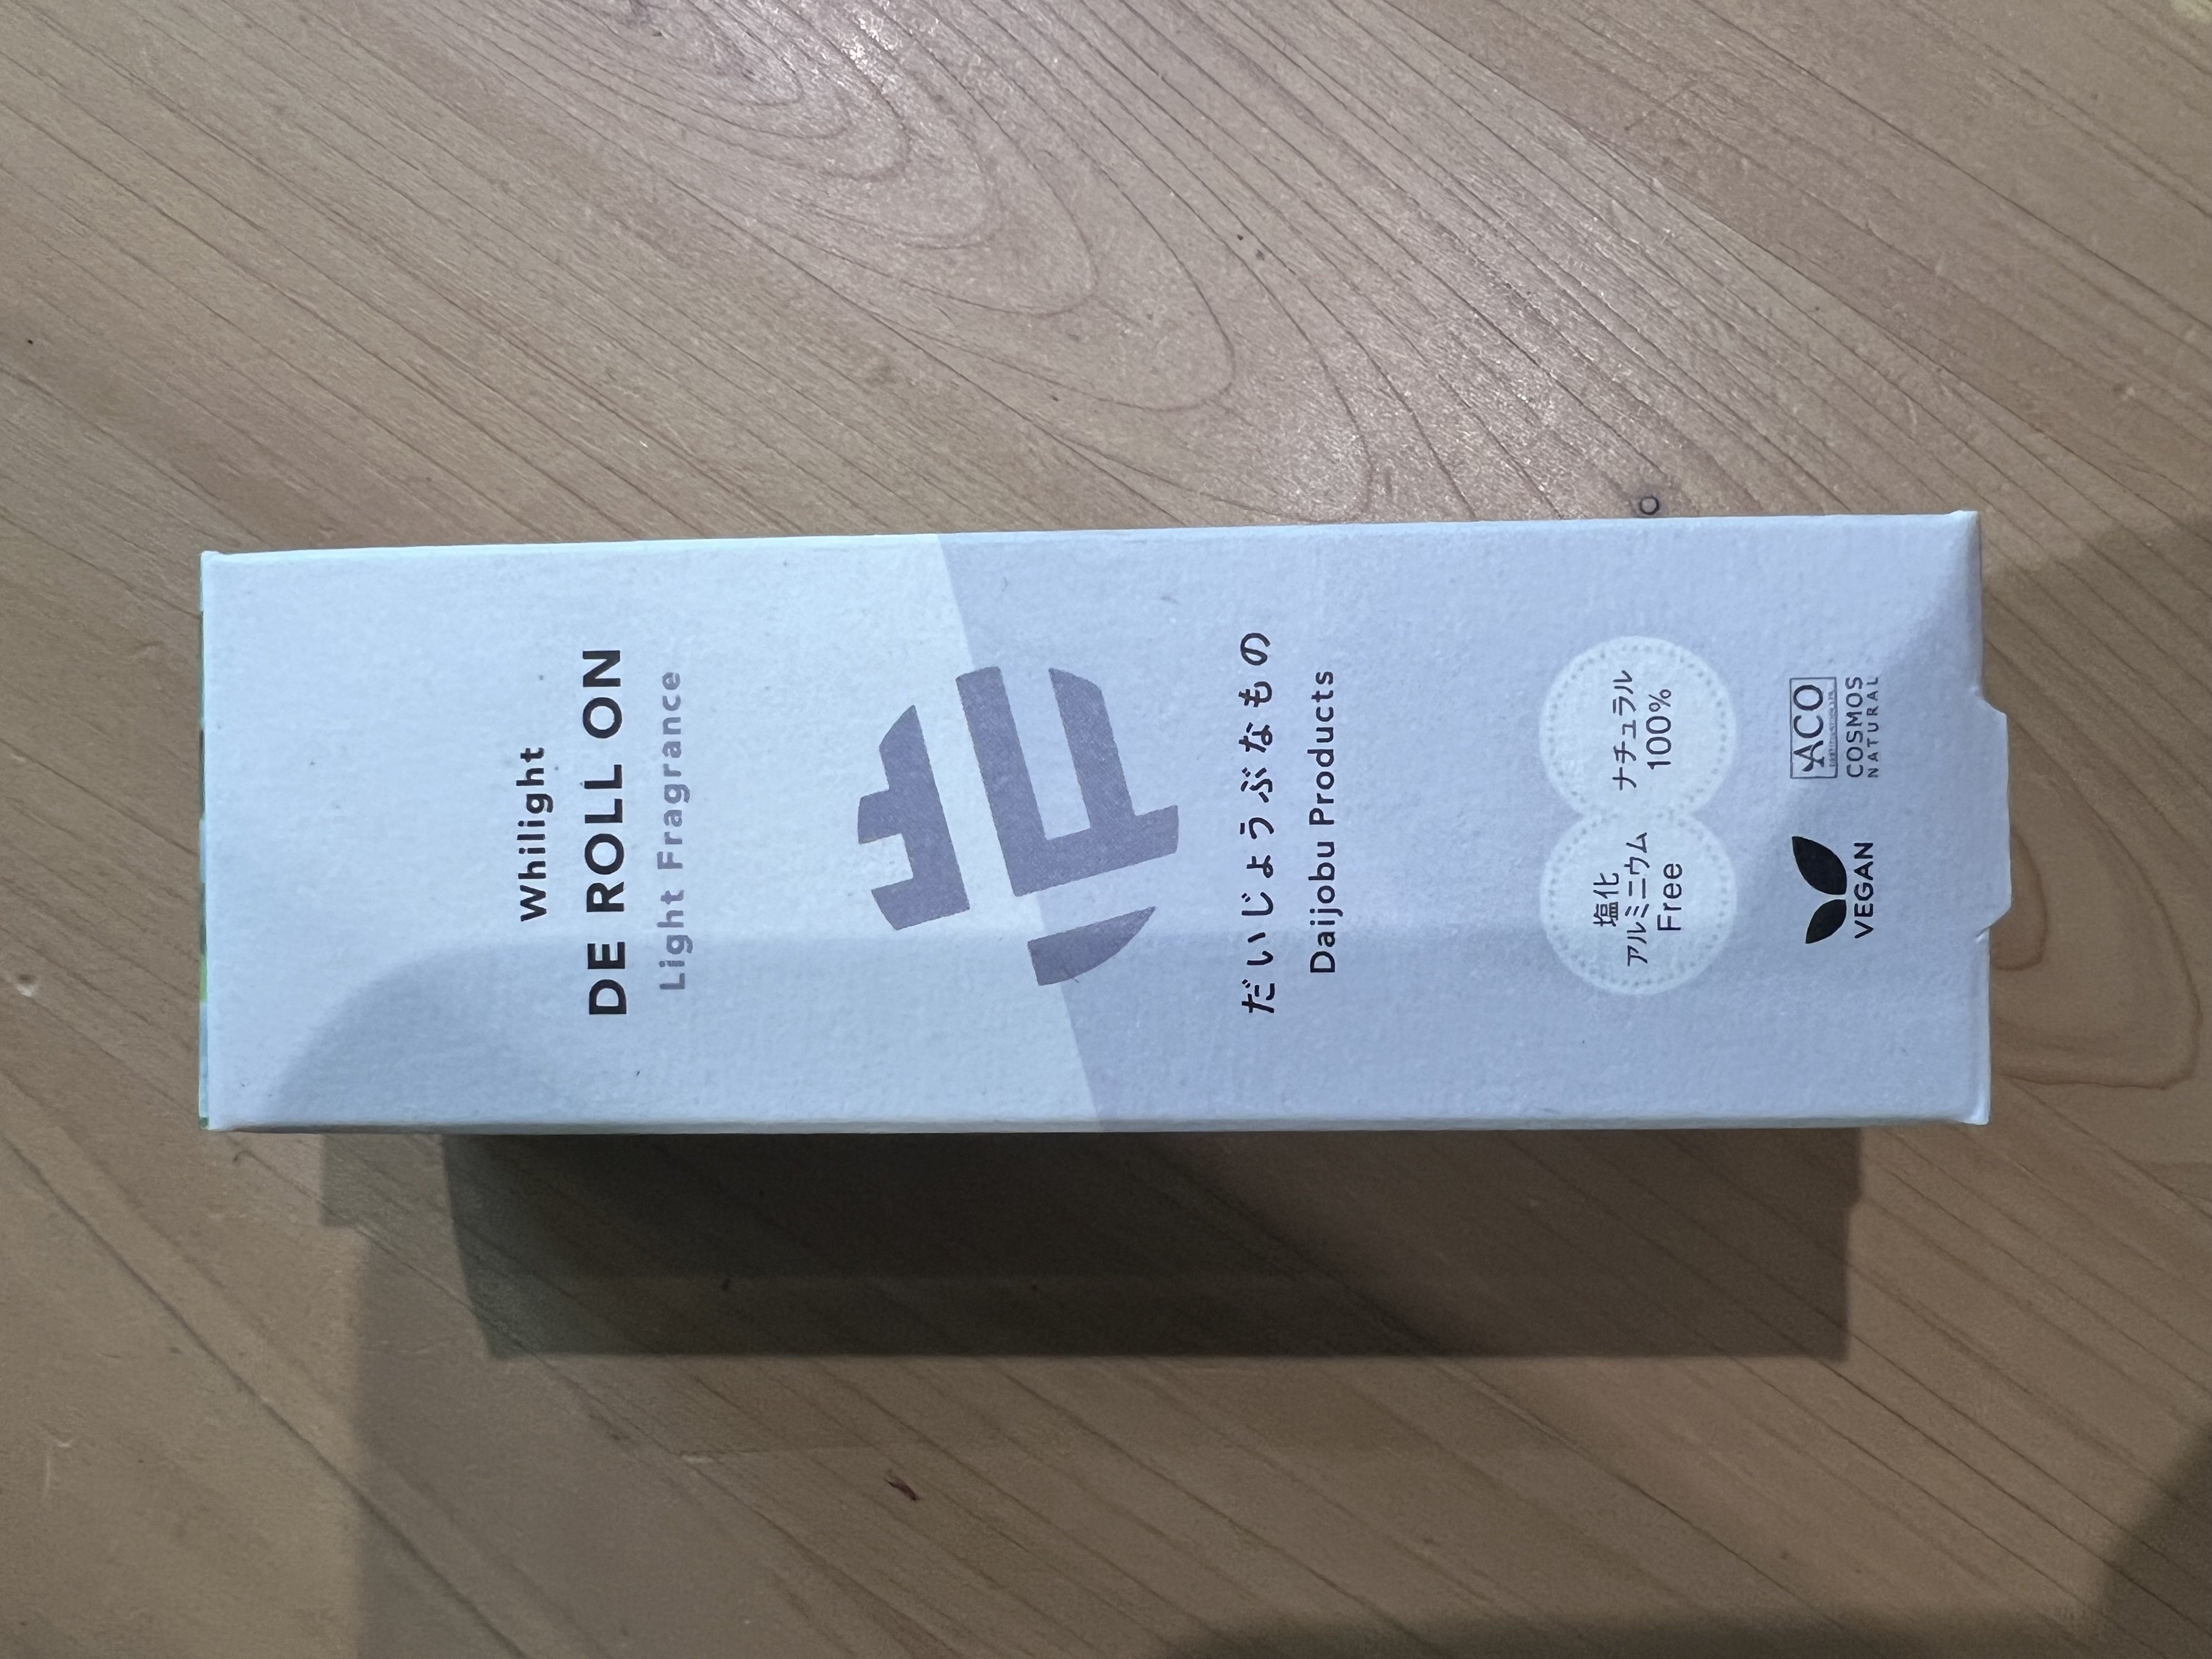 Whilight
DE ROLL ON
Light Fragrance
だいじょうぶなもの
Daijobu Products
塩化
アルミニウム
Free
ナチュラル
100%
VEGAN
ACO
COSMOS
NATURAL